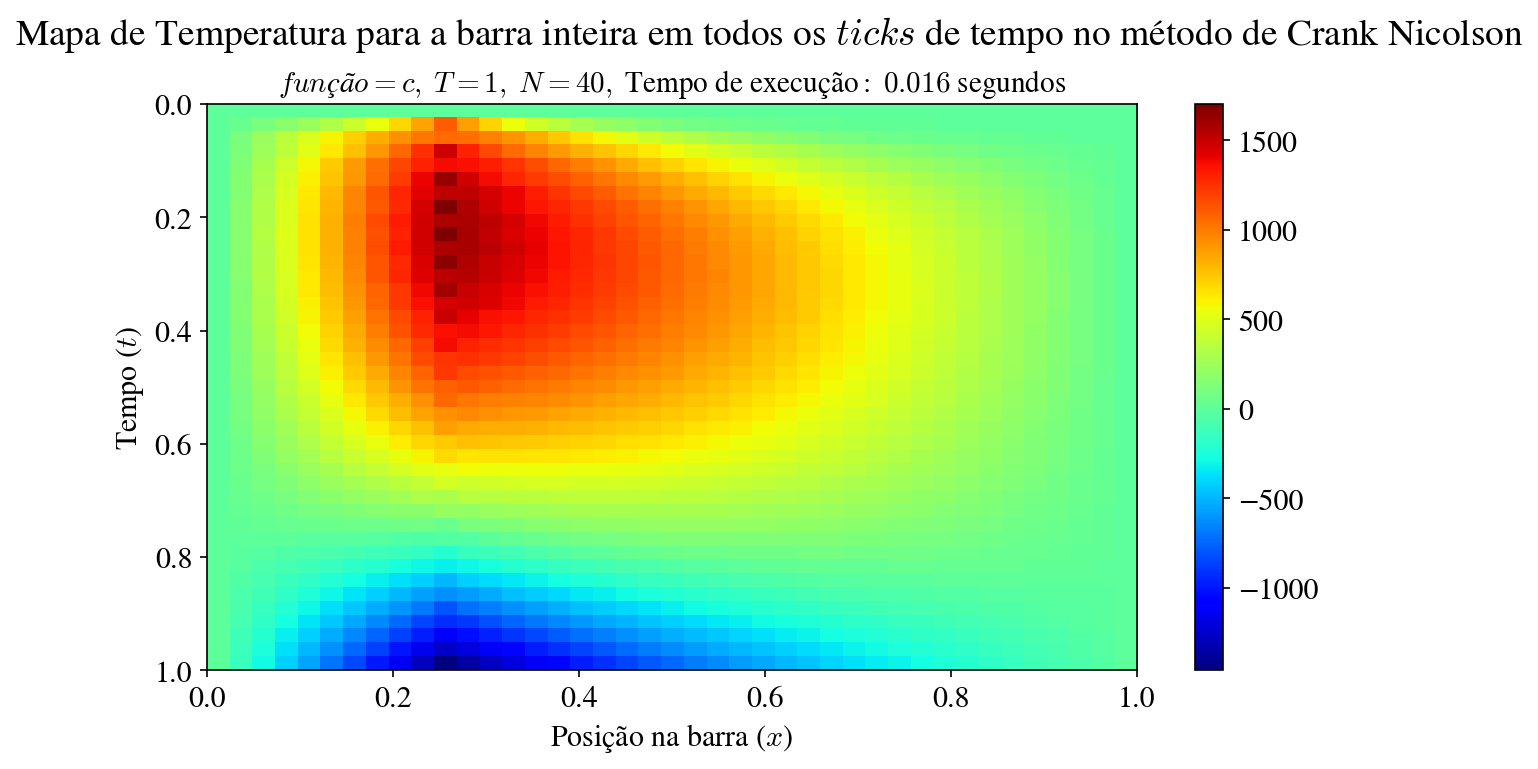 Mapa de Temperatura para a barra inteira em todos os ticks de tempo no método de Crank Nicolson
função = c, T = 1, N = 40, Tempo de execução : 0.016 segundos
0.0
0.2
0.4
0.6
0.8
1.0
Tempo (t)
0.0 0.2 0.4 0.6 0.8 1.0
Posição na barra (x)
1500
1000
500
0
−500
−1000